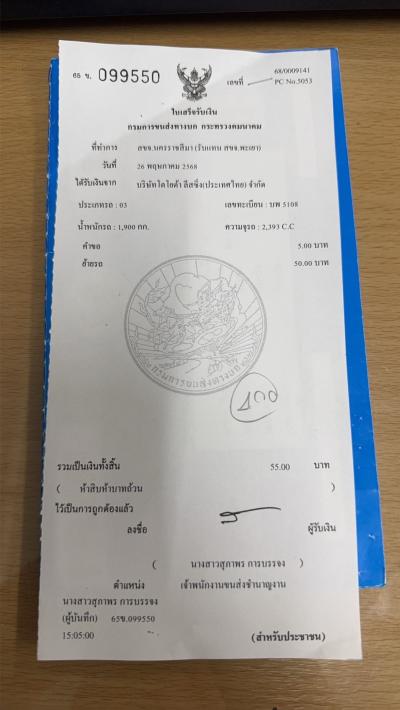 65 ข. 099550
68/0009141
เลขที่ PC No.5053
ใบเสร็จรับเงิน
กรมการขนส่งทางบก กระทรวงคมนาคม
ที่ทำการ สขจ.นครราชสีมา (รับแทน สขจ.พะเยา)
วันที่ 26 พฤษภาคม 2568
ได้รับเงินจาก บริษัทโตโยต้า ลีสซิ่ง(ประเทศไทย) จำกัด
ประเภทรถ : 03 เลขทะเบียน : บพ 5108
น้ำหนักรถ : 1,900 กก. ความจุรถ : 2,393 C.C
คำขอ 5.00 บาท
ย้ายรถ 50.00 บาท
กรมการขนส่งทางบก
รวมเป็นเงินทั้งสิ้น 55.00 บาท
( ห้าสิบห้าบาทถ้วน )
ไว้เป็นการถูกต้องแล้ว
ลงชื่อ ผู้รับเงิน
( นางสาวสุภาพร การบรรจง )
ตำแหน่ง เจ้าพนักงานขนส่งชำนาญงาน
นางสาวสุภาพร การบรรจง
(ผู้บันทึก) 65ข.099550
15:05:00 (สำหรับประชาชน)